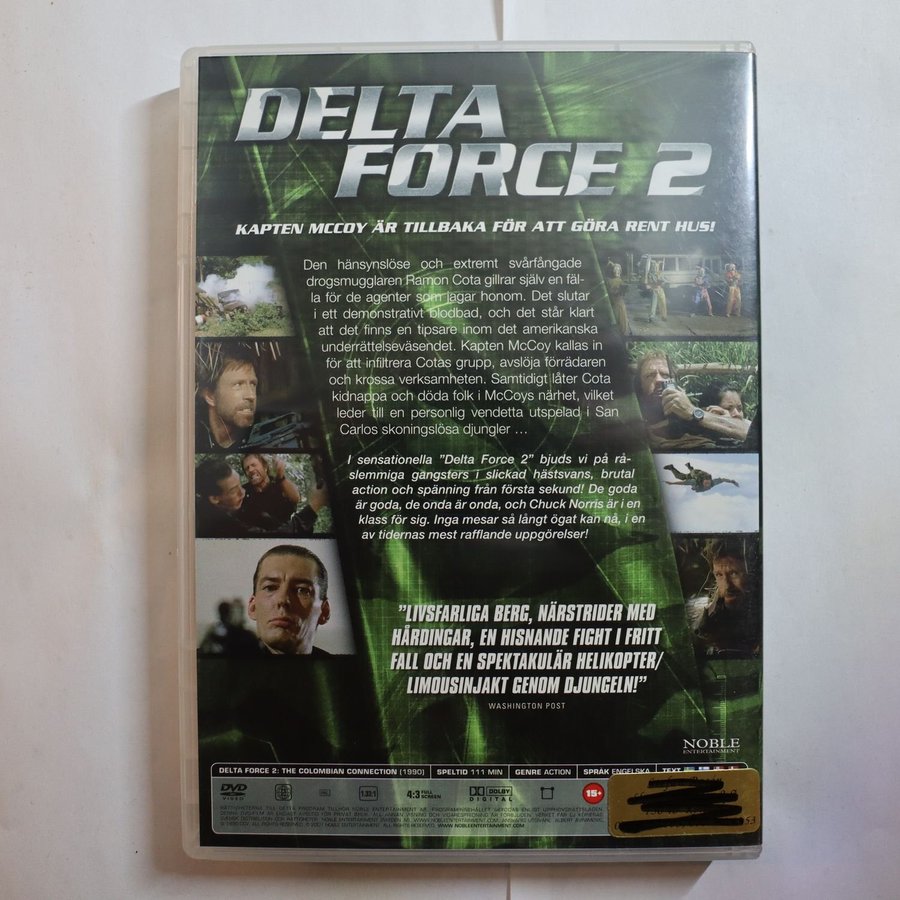 DELTA
FORCE 2
KAPTEN MCCOY ÄR TILLBAKA FÖR ATT GÖRA RENT HUS!
Den hänsynslöse och extremt svårfångade
drogsmugglaren Ramon Cota gillrar själv en fäl-
la för de agenter som jagar honom. Det slutar
i ett demonstrativt blodbad, och det står klart
att det finns en tipsare inom det amerikanska
underrättelseväsendet. Kapten McCoy kallas in
för att infiltrera Cotas grupp, avslöja förrädaren
och krossa verksamheten. Samtidigt låter Cota
kidnappa och döda folk i McCoys närhet, vilket
leder till en personlig vendetta utspelad i San
Carlos skoningslösa djungler ...
I sensationella ”Delta Force 2” bjuds vi på rå-
slemmiga gangsters i slickad hästsvans, brutal
action och spänning från första sekund! De goda
är goda, de onda är onda, och Chuck Norris är i en
klass för sig. Inga mesar så långt ögat kan nå, i en
av tidernas mest rafflande uppgörelser!
”LIVSFARLIGA BERG, NÄRSTRIDER MED
HÅRDINGAR, EN HISNANDE FIGHT I FRITT
FALL OCH EN SPEKTAKULÄR HELIKOPTER/
LIMOUSINJAKT GENOM DJUNGELN!”
WASHINGTON POST
NOBLE
ENTERTAINMENT
DELTA FORCE 2: THE COLOMBIAN CONNECTION (1990) SPELTID 111 MIN GENRE ACTION SPRÅK ENGELSKA TEXT
DVD VIDEO 1.33:1 4:3 FULL SCREEN DOLBY DIGITAL 15+